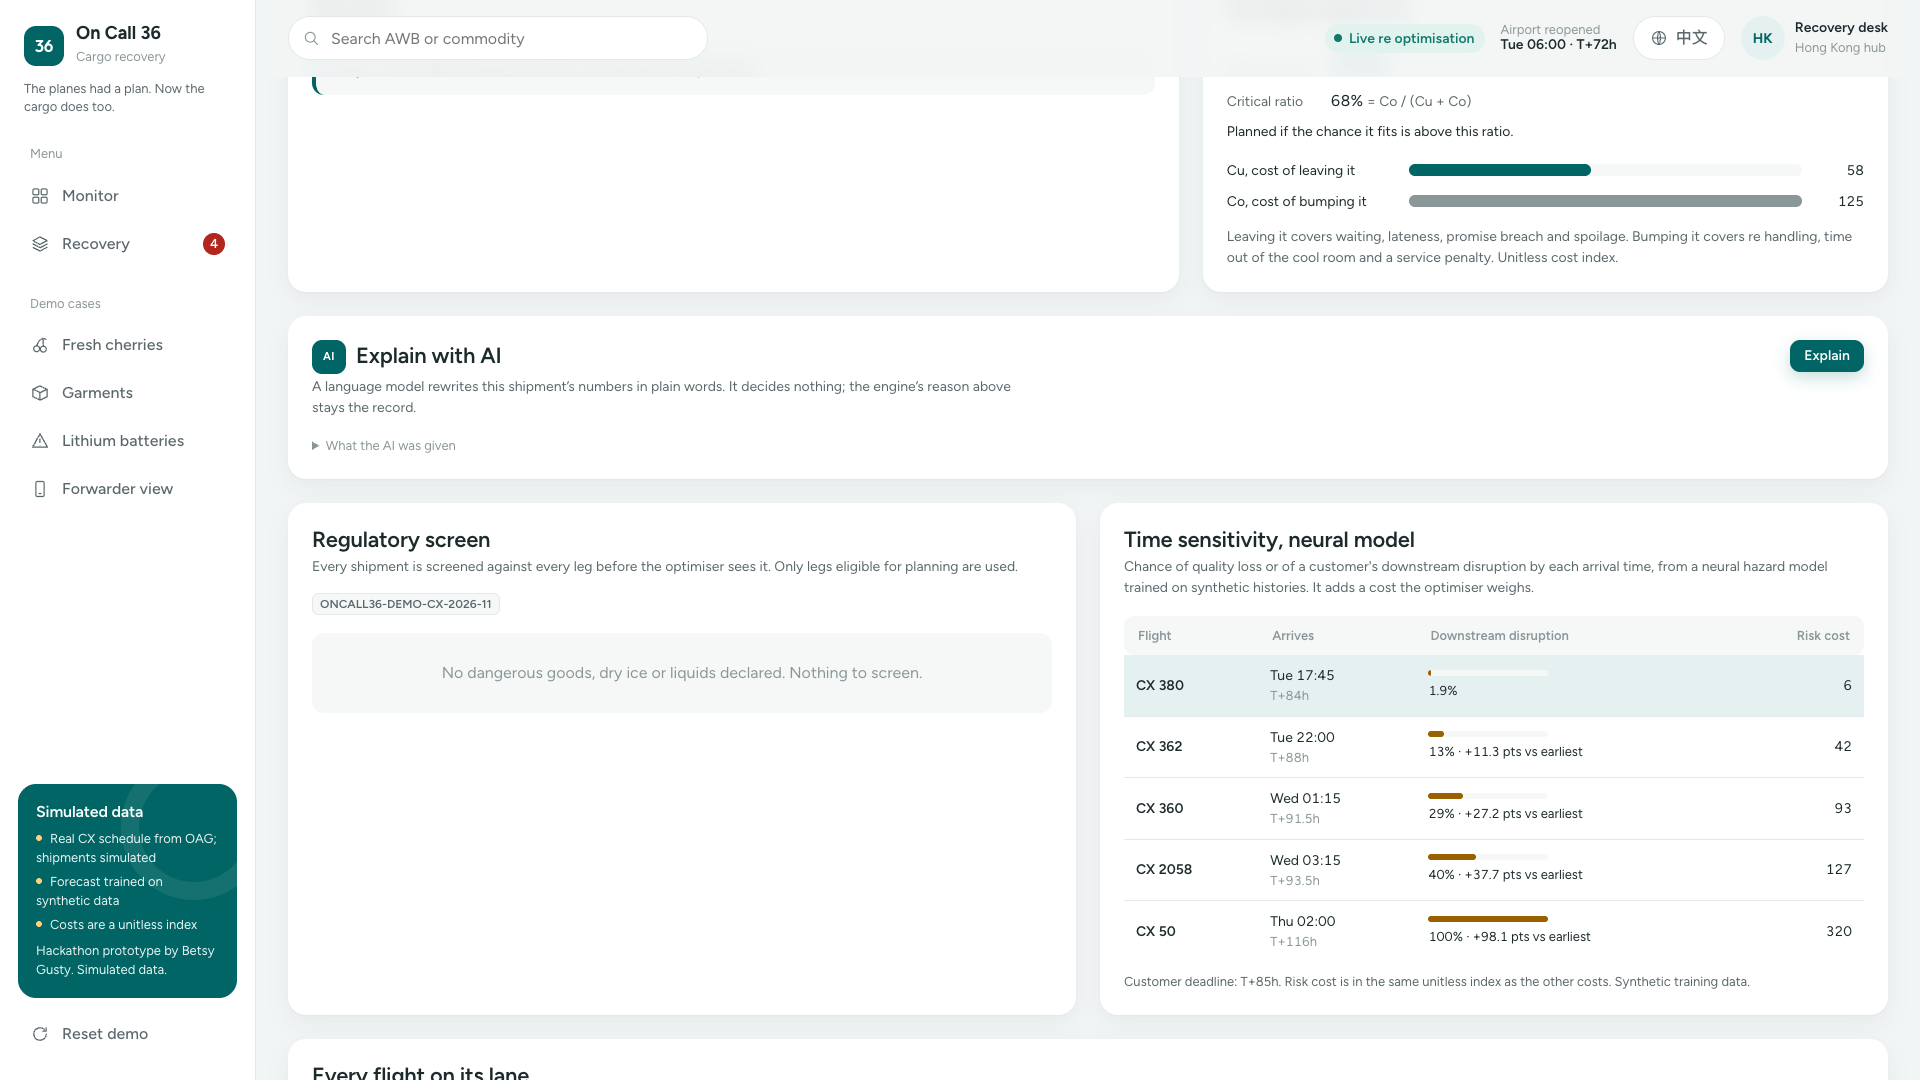 36
On Call 36
Cargo recovery
The planes had a plan. Now the
cargo does too.
Menu
Monitor
Recovery
4
Demo cases
Fresh cherries
Garments
Lithium batteries
Forwarder view
Simulated data
Real CX schedule from OAG;
shipments simulated
Forecast trained on
synthetic data
Costs are a unitless index
Hackathon prototype by Betsy
Gusty. Simulated data.
Reset demo
Search AWB or commodity
Live re optimisation
Airport reopened
Tue 06:00 · T+72h
中文
HK
Recovery desk
Hong Kong hub
Critical ratio 68% = Co / (Cu + Co)
Planned if the chance it fits is above this ratio.
Cu, cost of leaving it 58
Co, cost of bumping it 125
Leaving it covers waiting, lateness, promise breach and spoilage. Bumping it covers re handling, time
out of the cool room and a service penalty. Unitless cost index.
AI
Explain with AI
Explain
A language model rewrites this shipment's numbers in plain words. It decides nothing; the engine's reason above
stays the record.
What the AI was given
Regulatory screen
Every shipment is screened against every leg before the optimiser sees it. Only legs eligible for planning are used.
ONCALL36-DEMO-CX-2026-11
No dangerous goods, dry ice or liquids declared. Nothing to screen.
Time sensitivity, neural model
Chance of quality loss or of a customer's downstream disruption by each arrival time, from a neural hazard model
trained on synthetic histories. It adds a cost the optimiser weighs.
Flight Arrives Downstream disruption Risk cost
CX 380 Tue 17:45 T+84h 1.9% 6
CX 362 Tue 22:00 T+88h 13% · +11.3 pts vs earliest 42
CX 360 Wed 01:15 T+91.5h 29% · +27.2 pts vs earliest 93
CX 2058 Wed 03:15 T+93.5h 40% · +37.7 pts vs earliest 127
CX 50 Thu 02:00 T+116h 100% · +98.1 pts vs earliest 320
Customer deadline: T+85h. Risk cost is in the same unitless index as the other costs. Synthetic training data.
Every flight on its lane